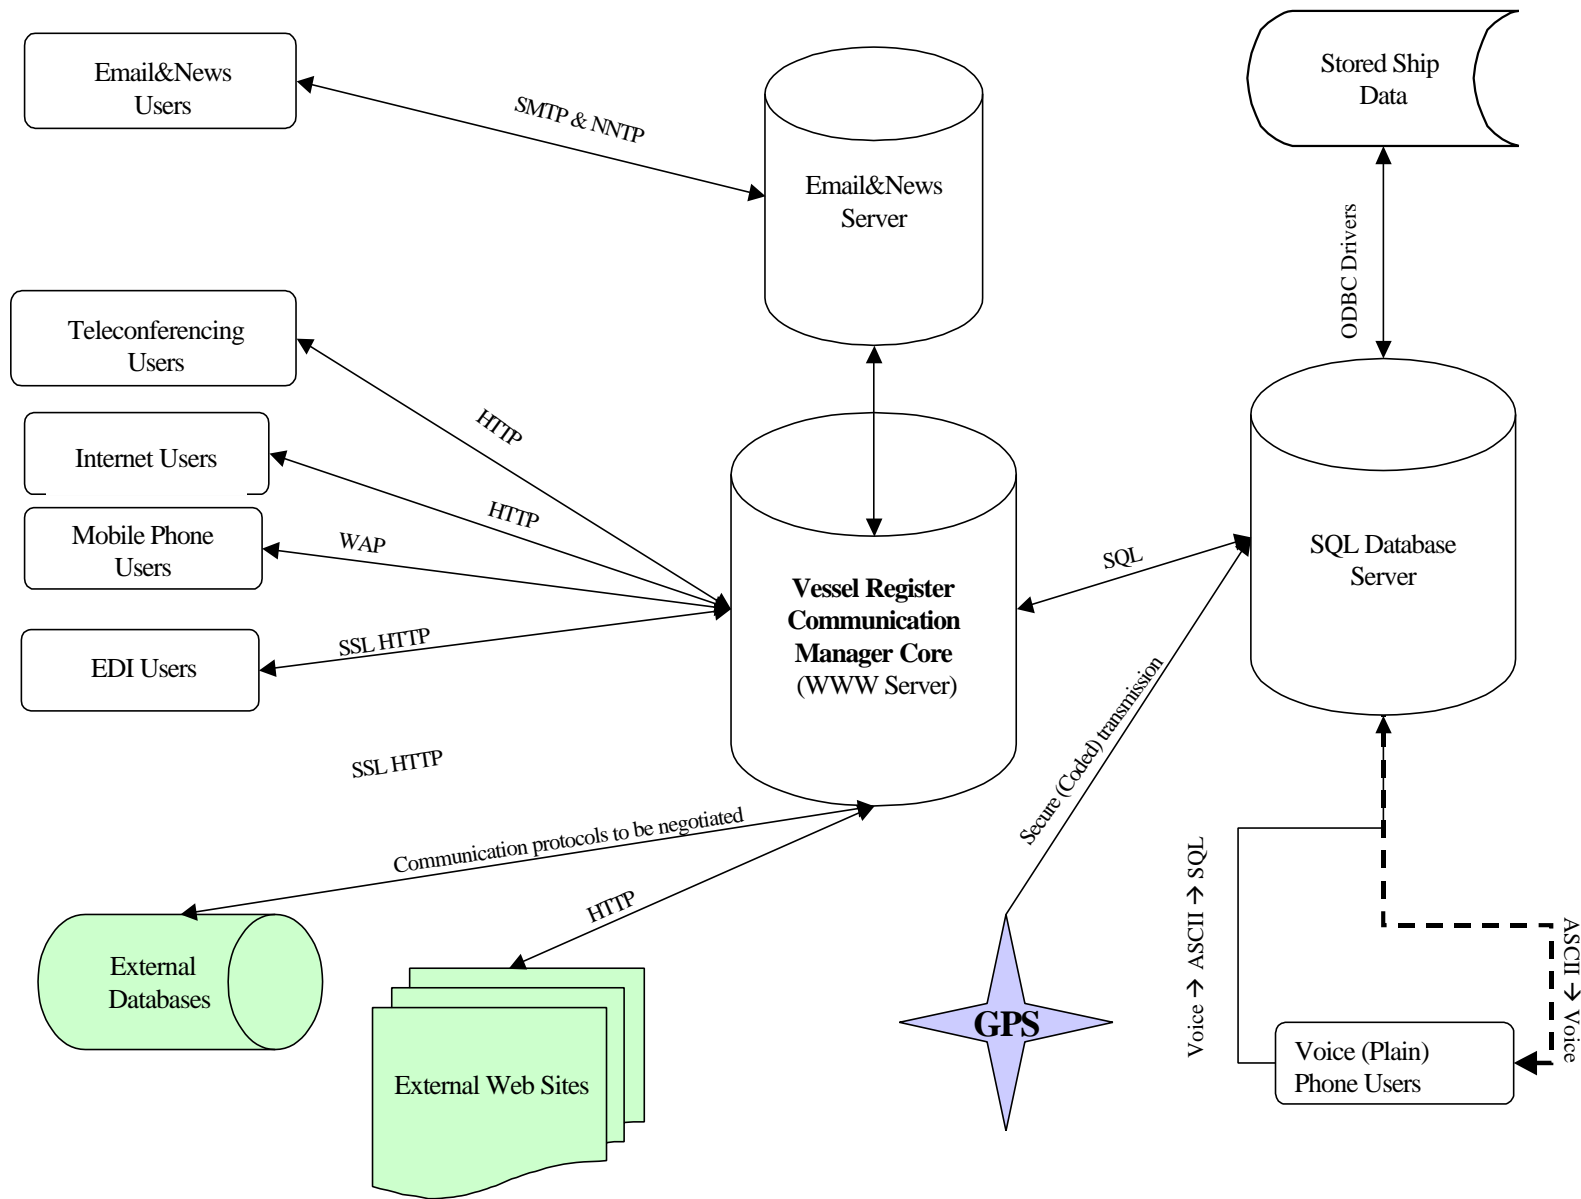 Email&News
Users
SMTP & NNTP
Email&News
Server
Stored Ship
Data
ODBC Drivers
Teleconferencing
Users
HTTP
Internet Users
HTTP
Mobile Phone
Users
WAP
EDI Users
SSL HTTP
SSL HTTP
Vessel Register
Communication
Manager Core
(WWW Server)
SQL
SQL Database
Server
Secure (Coded) transmission
Communication protocols to be negotiated
HTTP
External
Databases
External Web Sites
GPS
Voice → ASCII → SQL
ASCII → Voice
Voice (Plain)
Phone Users